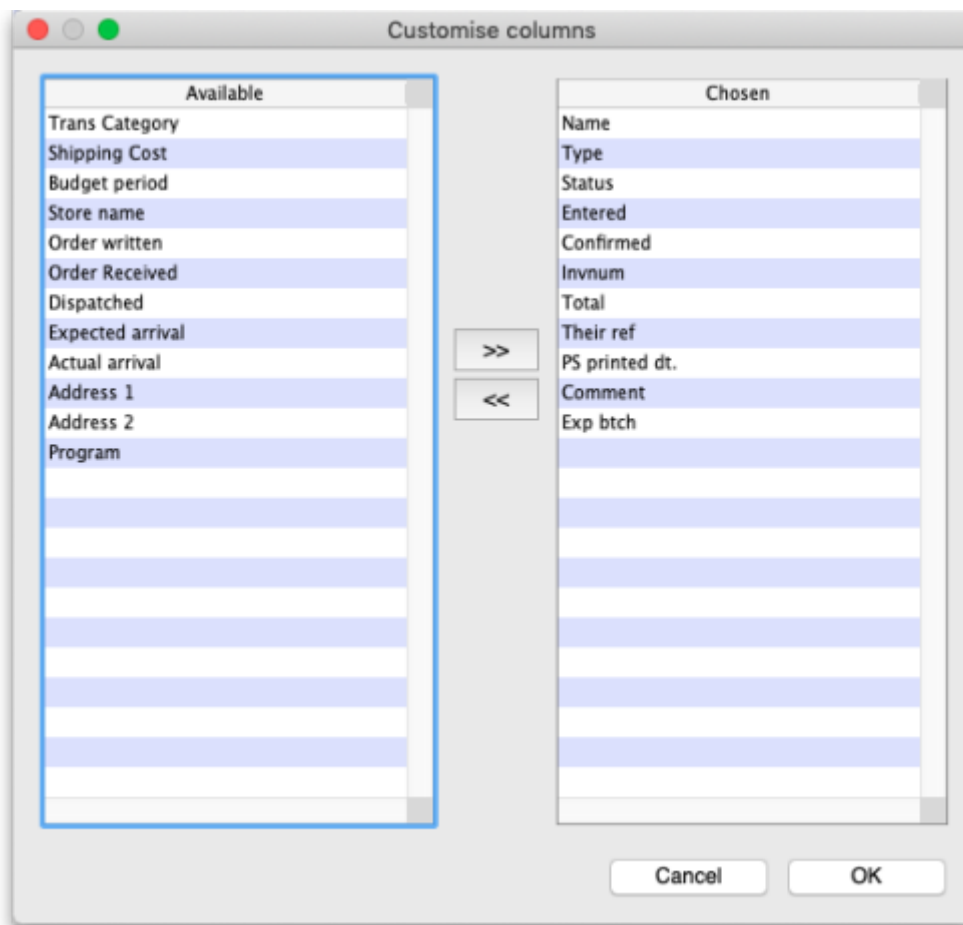 Customise columns
Available
Trans Category
Shipping Cost
Budget period
Store name
Order written
Order Received
Dispatched
Expected arrival
Actual arrival
Address 1
Address 2
Program
>>
<<
Chosen
Name
Type
Status
Entered
Confirmed
Invnum
Total
Their ref
PS printed dt.
Comment
Exp btch
Cancel
OK